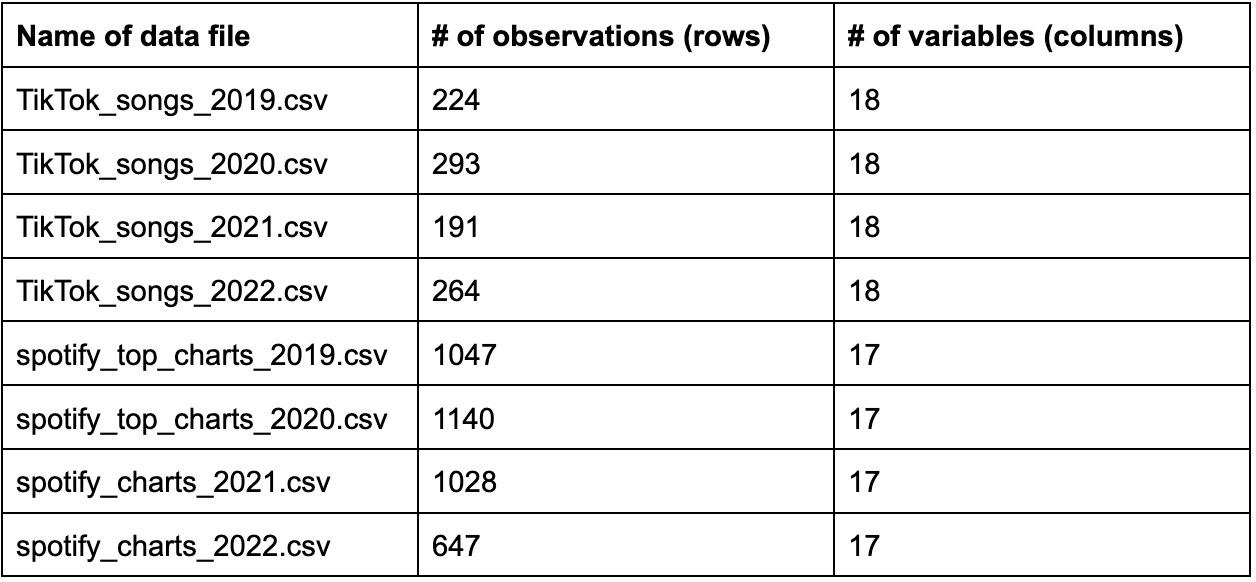 Name of data file # of observations (rows) # of variables (columns)
TikTok_songs_2019.csv 224 18
TikTok_songs_2020.csv 293 18
TikTok_songs_2021.csv 191 18
TikTok_songs_2022.csv 264 18
spotify_top_charts_2019.csv 1047 17
spotify_top_charts_2020.csv 1140 17
spotify_charts_2021.csv 1028 17
spotify_charts_2022.csv 647 17